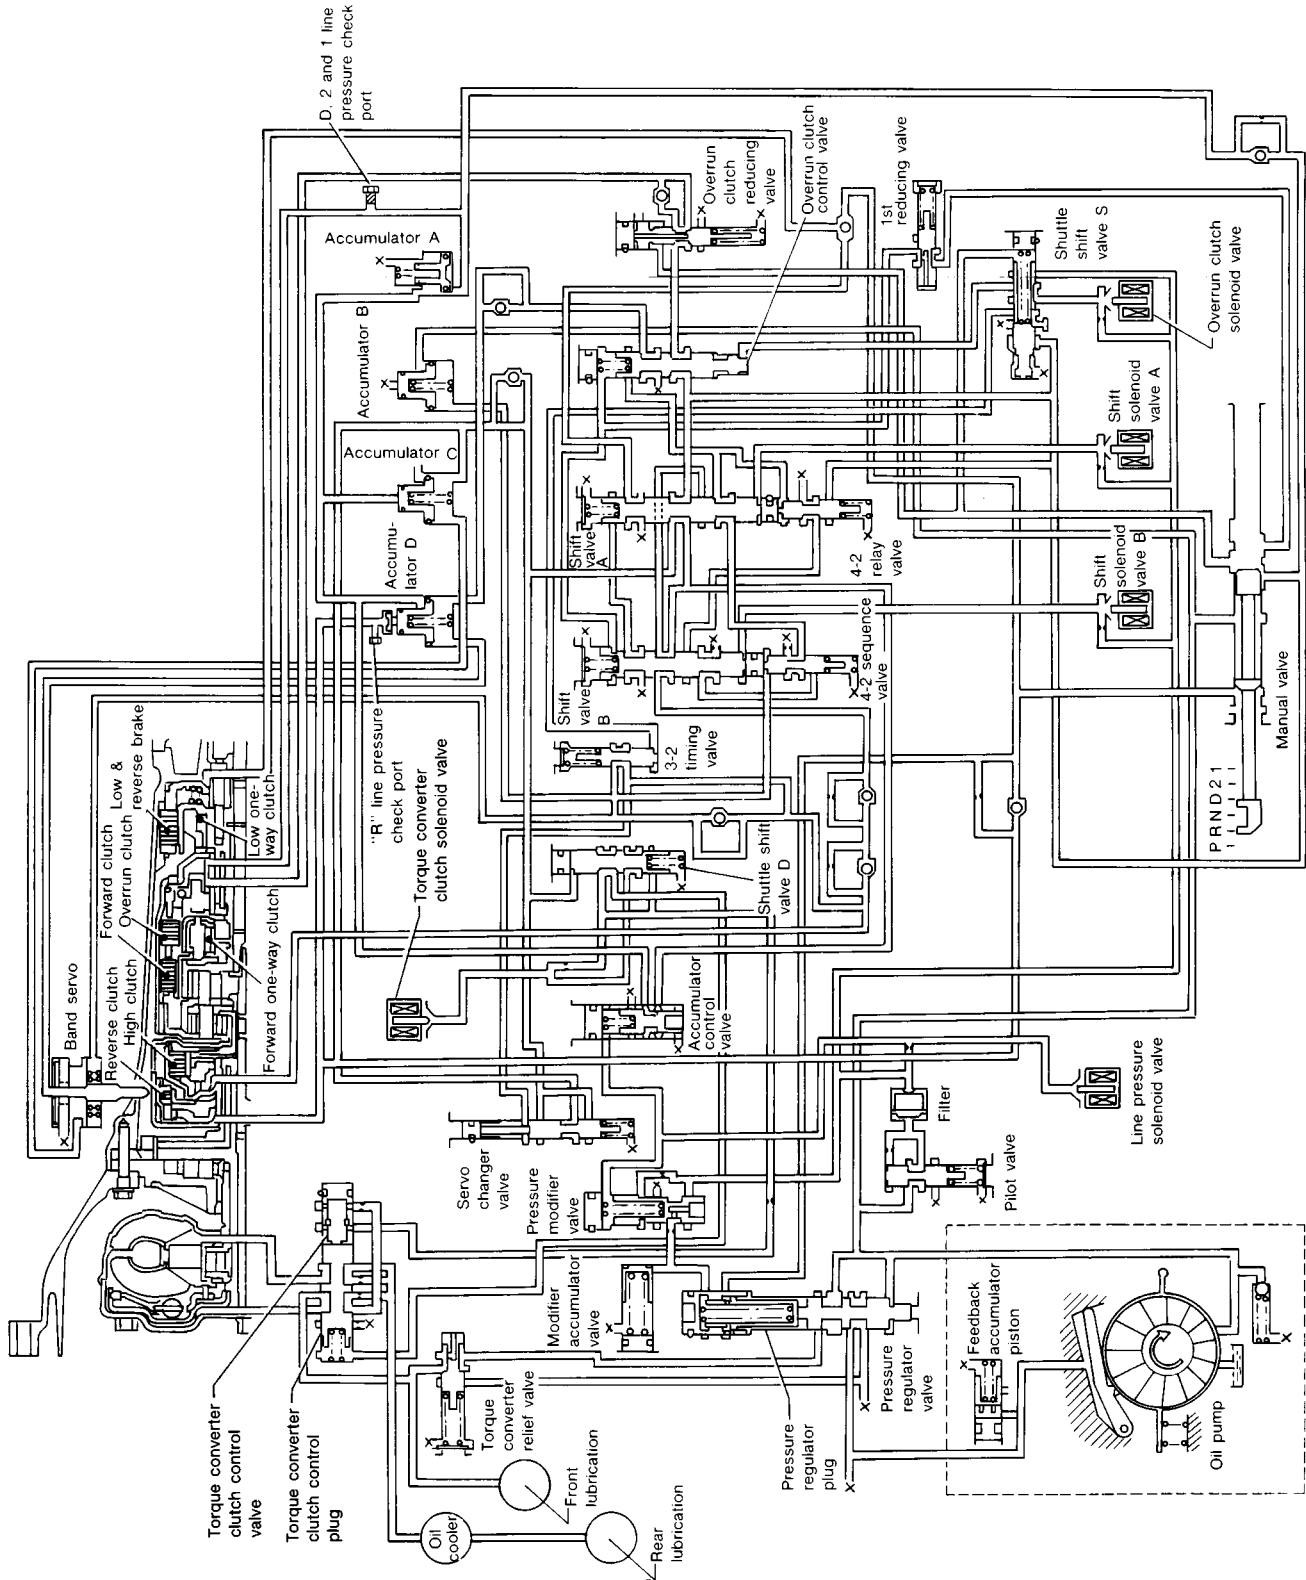 D, 2 and 1 line
pressure check
port
Accumulator A
Accumulator B
Accumulator C
Accumu-
lator D
Overrun
clutch
reducing
valve
Overrun clutch
control valve
1st
reducing valve
Shuttle
shift
valve S
Overrun clutch
solenoid valve
Shift
solenoid
valve A
Shift
solenoid
valve B
Shift
valve
A
4-2
relay
valve
Shift
valve
B
4-2 sequence
valve
3-2
timing
valve
Manual valve
P R N D 2 1
Low &
reverse brake
Low one-
way clutch
Forward clutch
Overrun clutch
Forward one-way clutch
Reverse clutch
High clutch
Band servo
"R" line pressure
check port
Torque converter
clutch solenoid valve
Shuttle shift
valve D
Accumulator
control
valve
Servo
changer
valve
Pressure
modifier
valve
Modifier
accumulator
valve
Filter
Pilot valve
Line pressure
solenoid valve
Torque converter
clutch control
valve
Torque converter
clutch control
plug
Torque
converter
relief valve
Front
lubrication
Oil
cooler
Rear
lubrication
Pressure
regulator
plug
Pressure
regulator
valve
Feedback
accumulator
piston
Oil pump